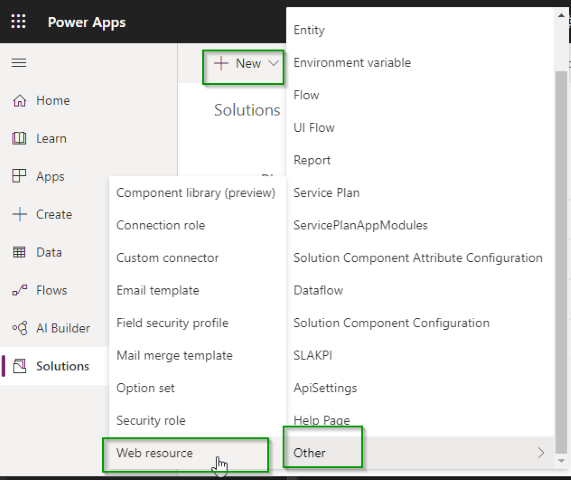 Power Apps
New
Solutions
Home
Learn
Apps
Create
Data
Flows
AI Builder
Solutions
Entity
Environment variable
Flow
UI Flow
Report
Service Plan
ServicePlanAppModules
Solution Component Attribute Configuration
Dataflow
Solution Component Configuration
SLAKPI
ApiSettings
Help Page
Other
Component library (preview)
Connection role
Custom connector
Email template
Field security profile
Mail merge template
Option set
Security role
Web resource